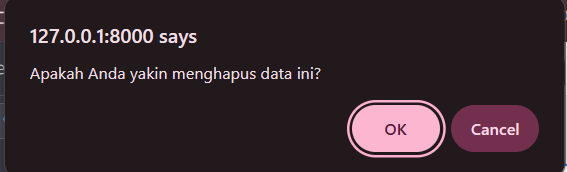 127.0.0.1:8000 says
Apakah Anda yakin menghapus data ini?
OK
Cancel